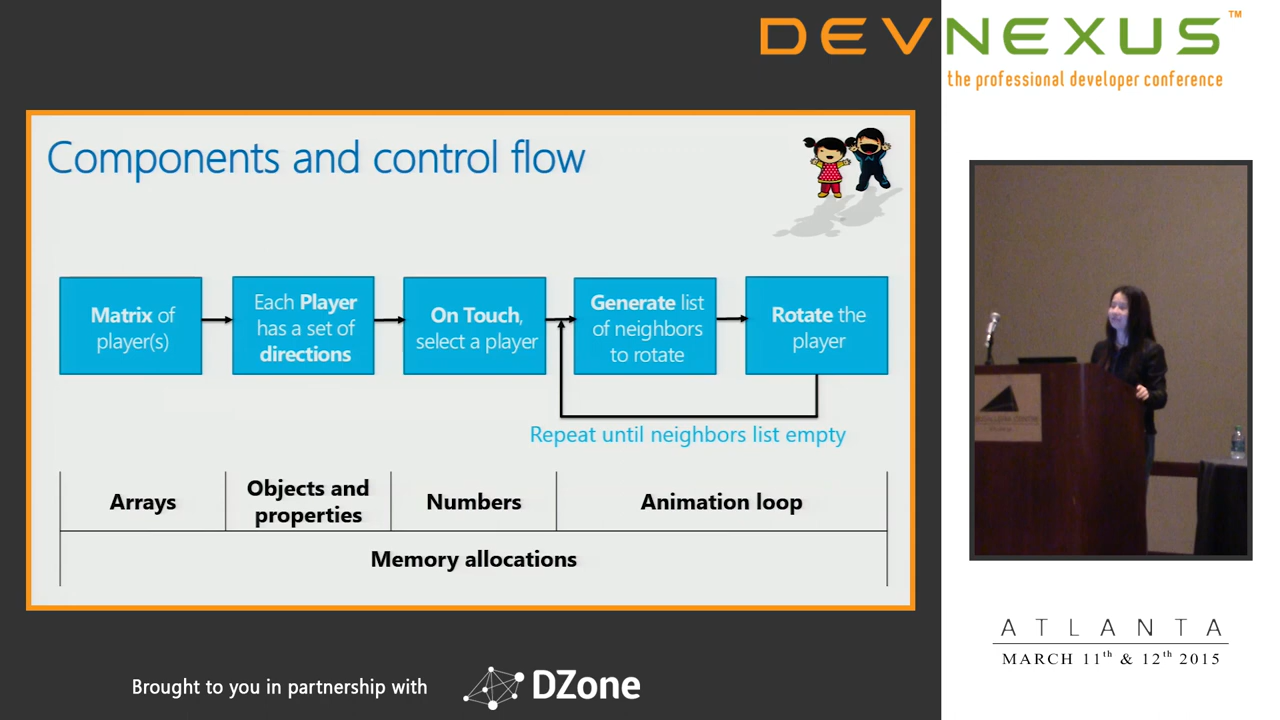 DEVNEXUS™
the professional developer conference
Components and control flow
Matrix of
player(s)
Each Player
has a set of
directions
On Touch,
select a player
Generate list
of neighbors
to rotate
Rotate the
player
Repeat until neighbors list empty
Arrays
Objects and
properties
Numbers
Animation loop
Memory allocations
ATLANTA
MARCH 11th & 12th 2015
Brought to you in partnership with
DZone